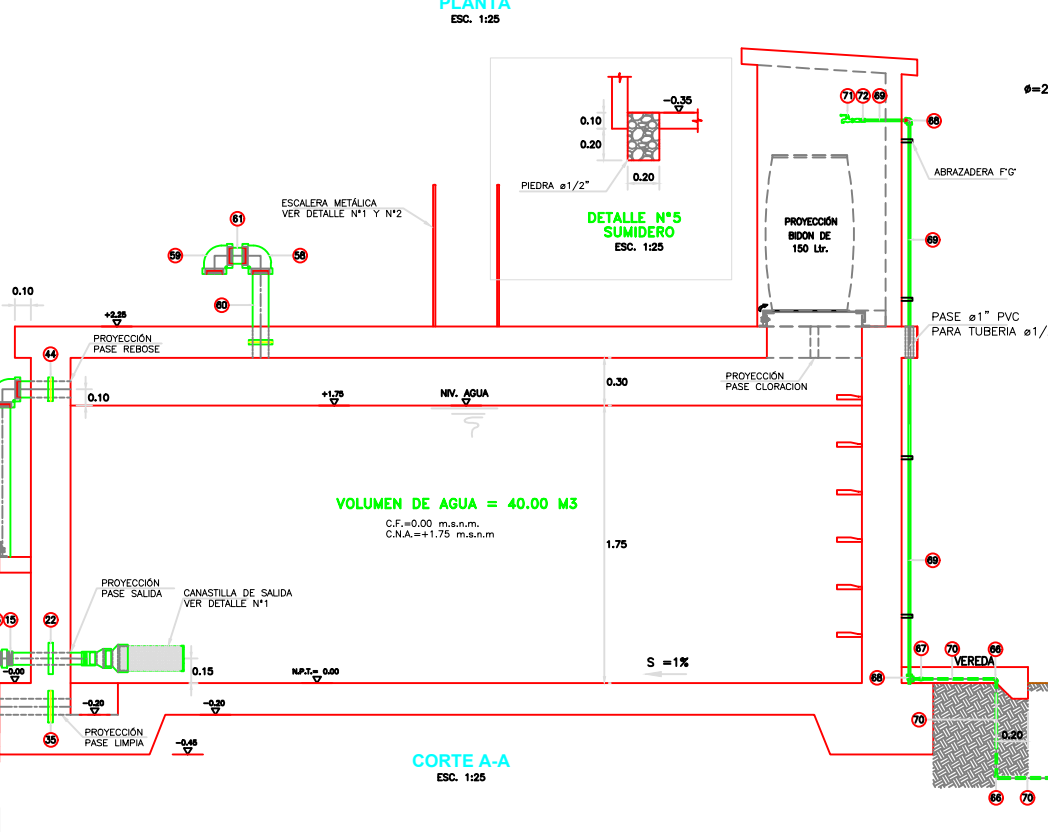 PLANTA
ESC. 1:25
-0.35
0.10
0.20
0.20
PIEDRA ø1/2"
DETALLE N°5
SUMIDERO
ESC. 1:25
71
72
69
68
ø=2
ABRAZADERA F°G°
ESCALERA METÁLICA
VER DETALLE N°1 Y N°2
61
59
58
60
PROYECCIÓN
BIDON DE
150 Ltr.
69
0.10
+2.25
PROYECCIÓN
PASE REBOSE
44
0.10
PASE ø1" PVC
PARA TUBERIA ø1/
PROYECCIÓN
PASE CLORACION
0.30
+1.75
NIV. AGUA
VOLUMEN DE AGUA = 40.00 M3
C.F.=0.00 m.s.n.m.
C.N.A.=+1.75 m.s.n.m
1.75
69
PROYECCIÓN
PASE SALIDA
CANASTILLA DE SALIDA
VER DETALLE N°1
15
22
-0.00
0.15
N.P.T.= 0.00
S =1%
67
70
66
VEREDA
68
-0.20
-0.20
70
0.20
35
PROYECCIÓN
PASE LIMPIA
-0.45
CORTE A-A
ESC. 1:25
66
70